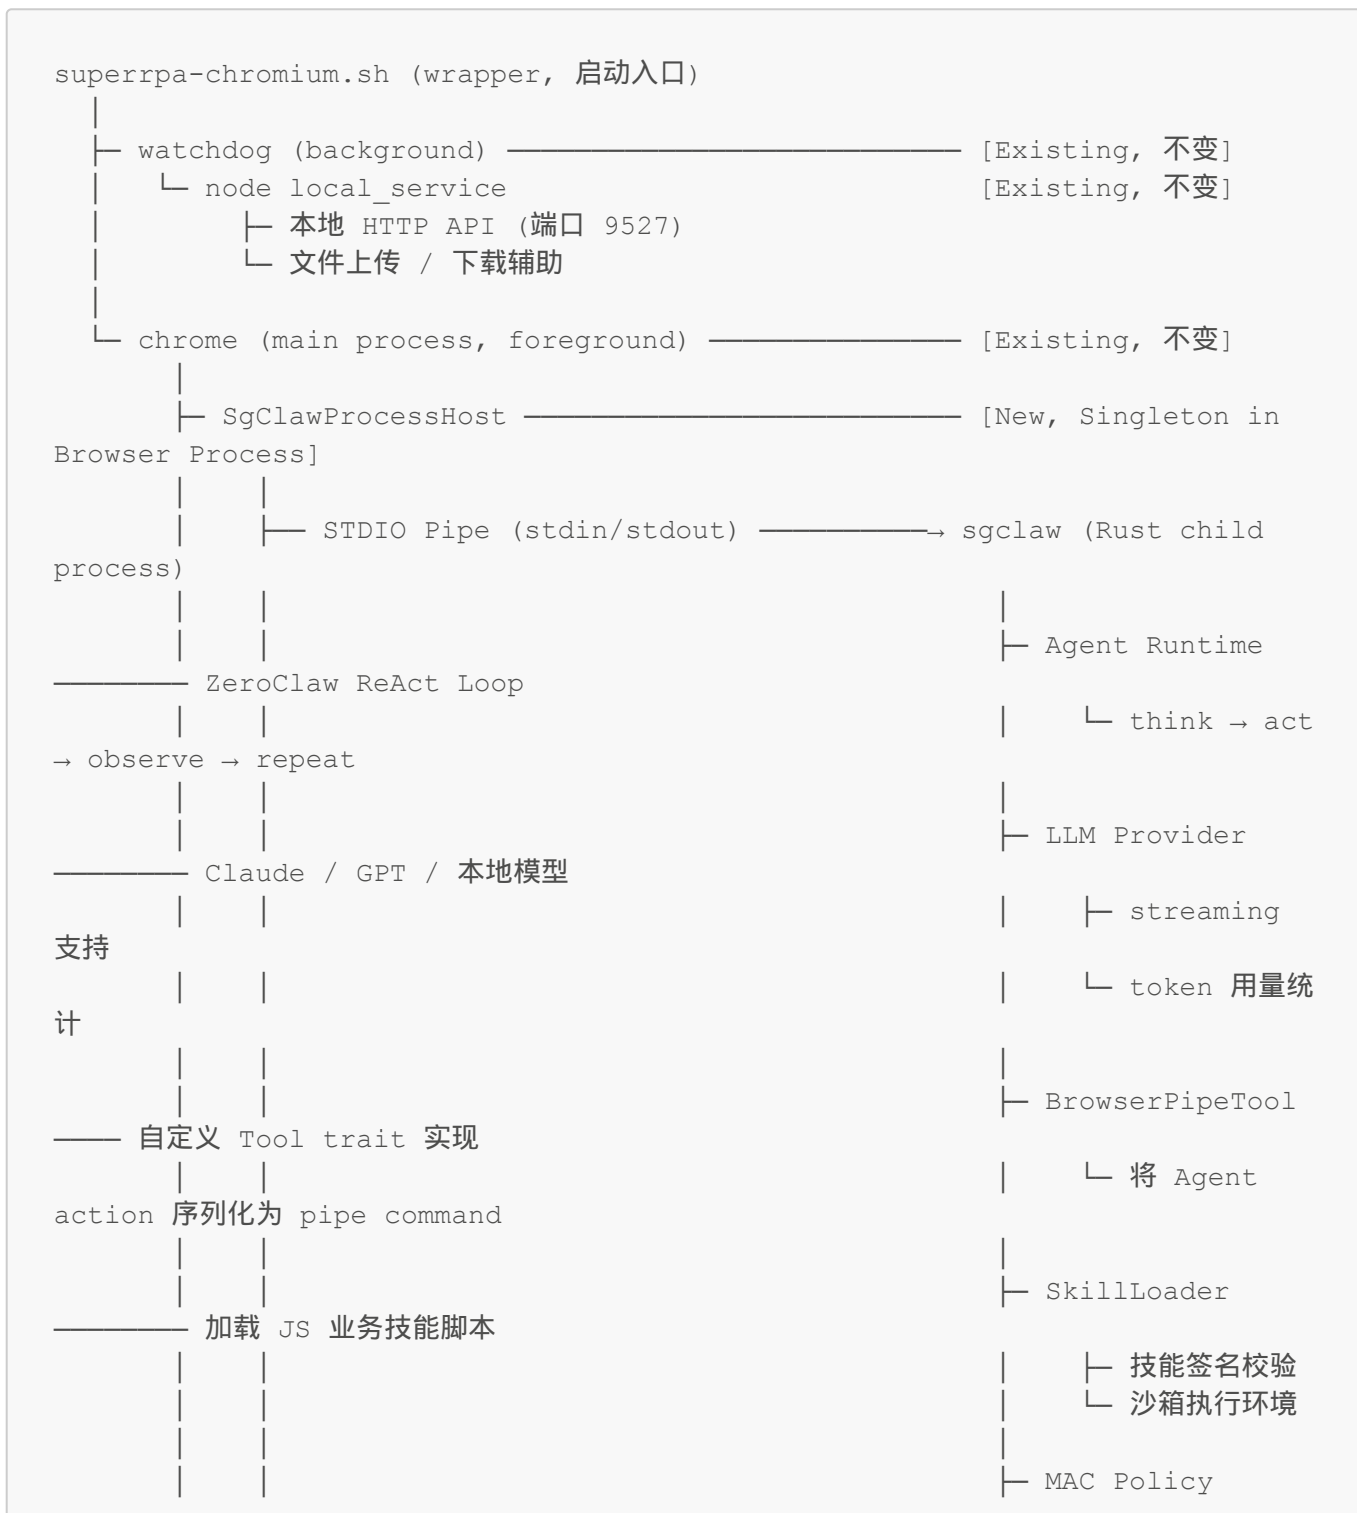 superrpa-chromium.sh (wrapper, 启动入口)
│
├─ watchdog (background) ─────────────────────────── [Existing, 不变]
│   └─ node local_service                            [Existing, 不变]
│        ├─ 本地 HTTP API (端口 9527)
│        └─ 文件上传 / 下载辅助
│
└─ chrome (main process, foreground) ─────────────── [Existing, 不变]
│
├─ SgClawProcessHost ────────────────────────── [New, Singleton in
Browser Process]
│    │
│    ├── STDIO Pipe (stdin/stdout) ──────────→ sgclaw (Rust child
process)
│    │                                           │
│    │                                           ├─ Agent Runtime
──────── ZeroClaw ReAct Loop
│    │                                           │    └─ think → act
→ observe → repeat
│    │                                           │
│    │                                           ├─ LLM Provider
──────── Claude / GPT / 本地模型
│    │                                           │    ├─ streaming
支持
│    │                                           │    └─ token 用量统
计
│    │                                           │
│    │                                           ├─ BrowserPipeTool
──── 自定义 Tool trait 实现
│    │                                           │    └─ 将 Agent
action 序列化为 pipe command
│    │                                           │
│    │                                           ├─ SkillLoader
──────── 加载 JS 业务技能脚本
│    │                                           │    ├─ 技能签名校验
│    │                                           │    └─ 沙箱执行环境
│    │                                           │
│    │                                           ├─ MAC Policy